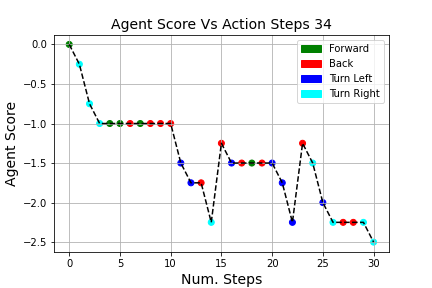 Agent Score Vs Action Steps 34
Forward
Back
Turn Left
Turn Right
Agent Score
0.0
−0.5
−1.0
−1.5
−2.0
−2.5
0 5 10 15 20 25 30
Num. Steps